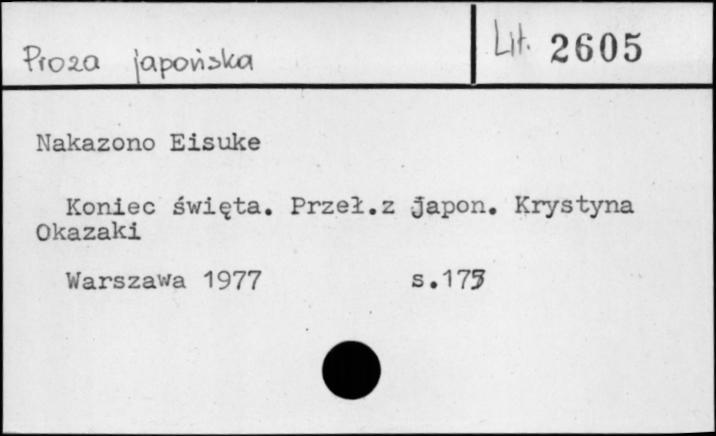 Proza japońska
Lit. 2605
Nakazono Eisuke
Koniec święta. Przeł.z japon. Krystyna
Okazaki
Warszawa 1977 s.173